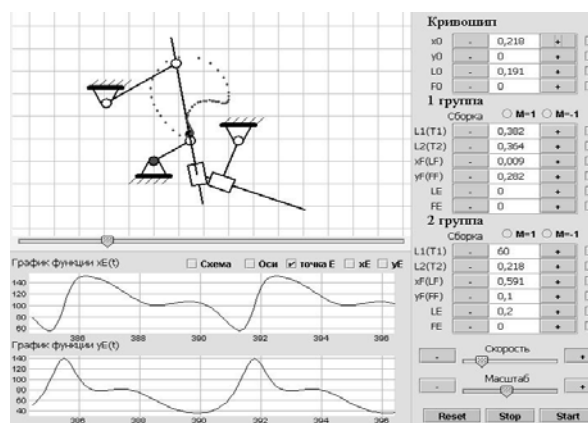 Кривошип
x0 - 0,218 +
y0 - 0 +
L0 - 0,191 +
F0 - 0 +
1 группа
Сборка M=1 M=-1
L1(T1) - 0,382 +
L2(T2) - 0,364 +
xF(LF) - 0,009 +
yF(FF) - 0,282 +
LE - 0 +
FE - 0 +
2 группа
Сборка M=1 M=-1
L1(T1) - 60 +
L2(T2) - 0,218 +
xF(LF) - 0,591 +
yF(FF) - 0,1 +
LE - 0,2 +
FE - 0 +
- Скорость +
- Масштаб +
Reset Stop Start
График функции xE(t) Схема Оси точка E xE yE
140
120
100
80
60
386 388 390 392 394 396
График функции yE(t)
140
120
100
80
60
40
386 388 390 392 394 396